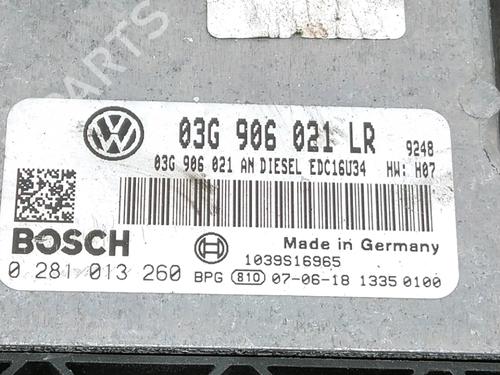 03G 906 021 LR 9248
03G 906 021 AN DIESEL EDC16U34 HW: H07
BOSCH
Made in Germany
1039S16965
0 281 013 260 BPG 810 07-06-18 1335 0100
B-PARTS